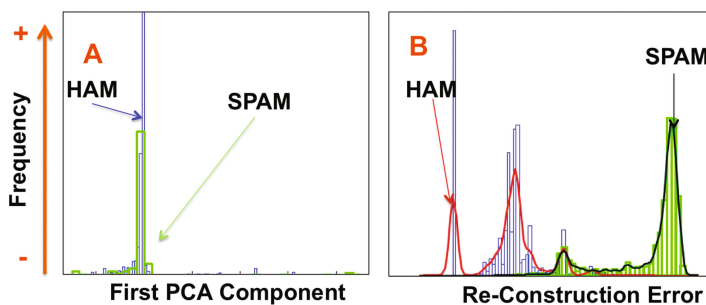 +
Frequency
-
A
HAM
SPAM
First PCA Component
B
HAM
SPAM
Re-Construction Error